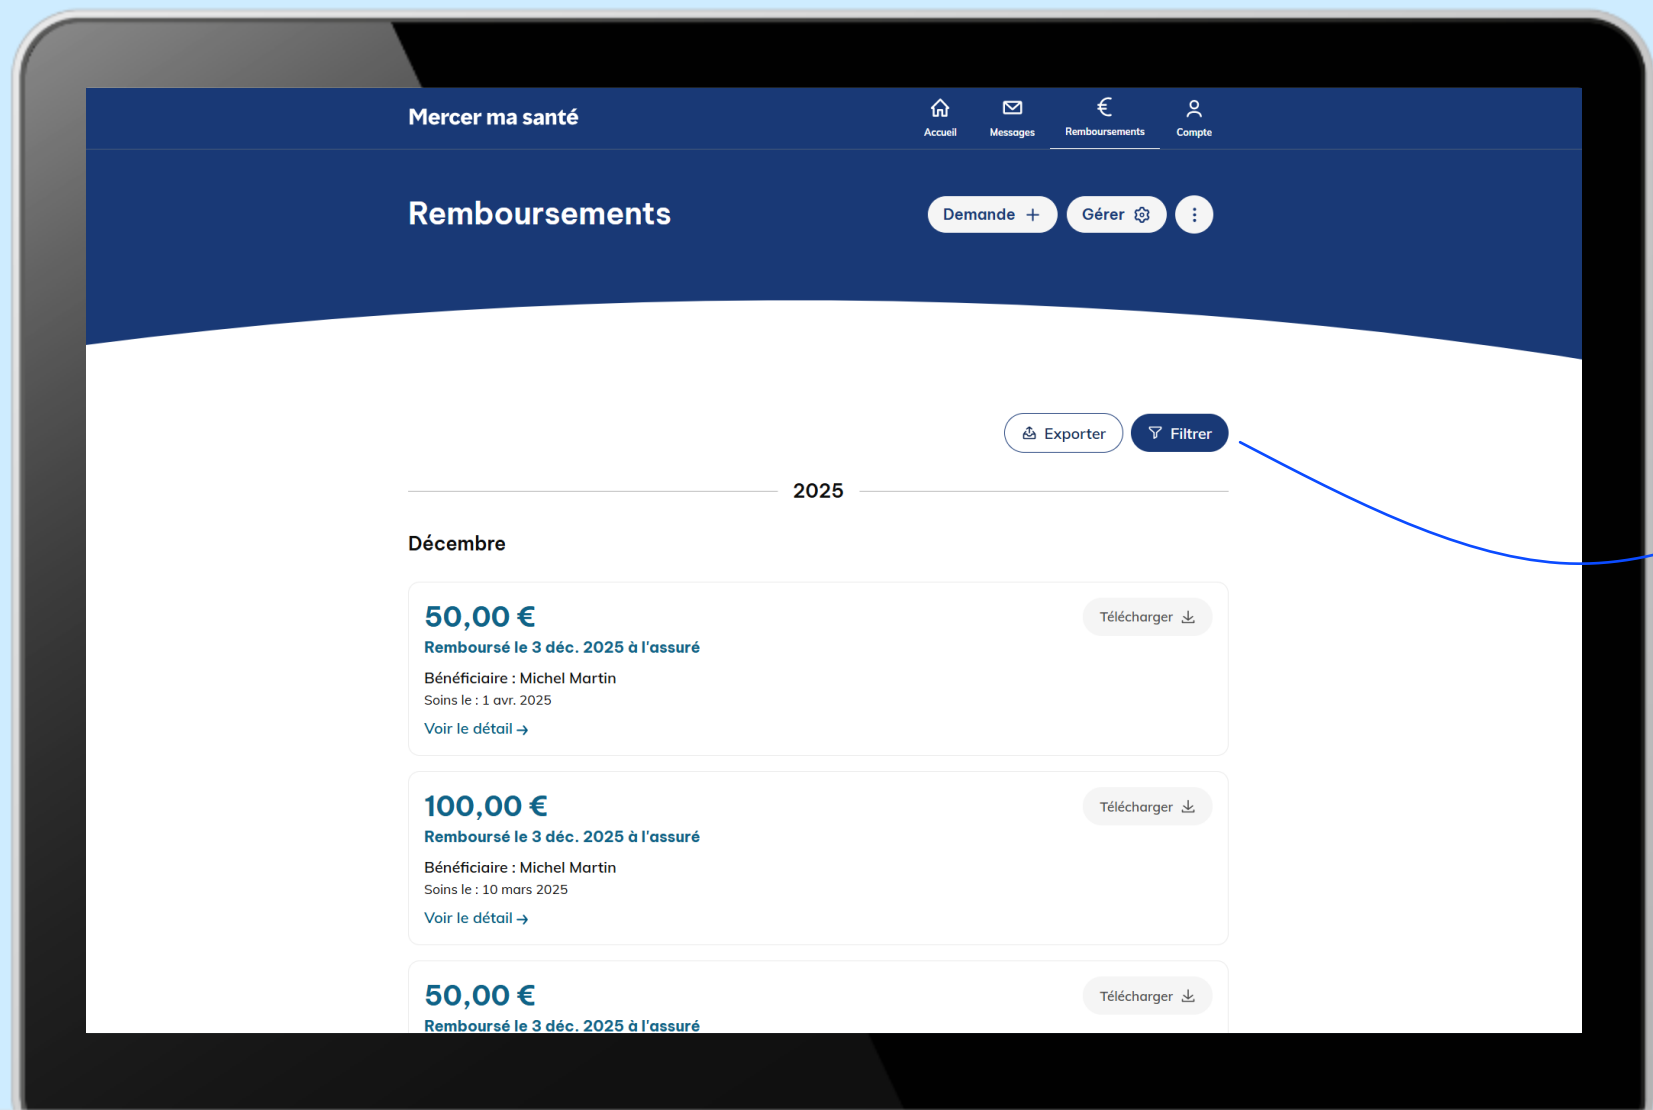 Mercer ma santé
Accueil
Messages
Remboursements
Compte
Remboursements
Demande
Gérer
Exporter
Filtrer
2025
Décembre
50,00 €
Télécharger
Remboursé le 3 déc. 2025 à l'assuré
Bénéficiaire : Michel Martin
Soins le : 1 avr. 2025
Voir le détail →
100,00 €
Télécharger
Remboursé le 3 déc. 2025 à l'assuré
Bénéficiaire : Michel Martin
Soins le : 10 mars 2025
Voir le détail →
50,00 €
Télécharger
Remboursé le 3 déc. 2025 à l'assuré